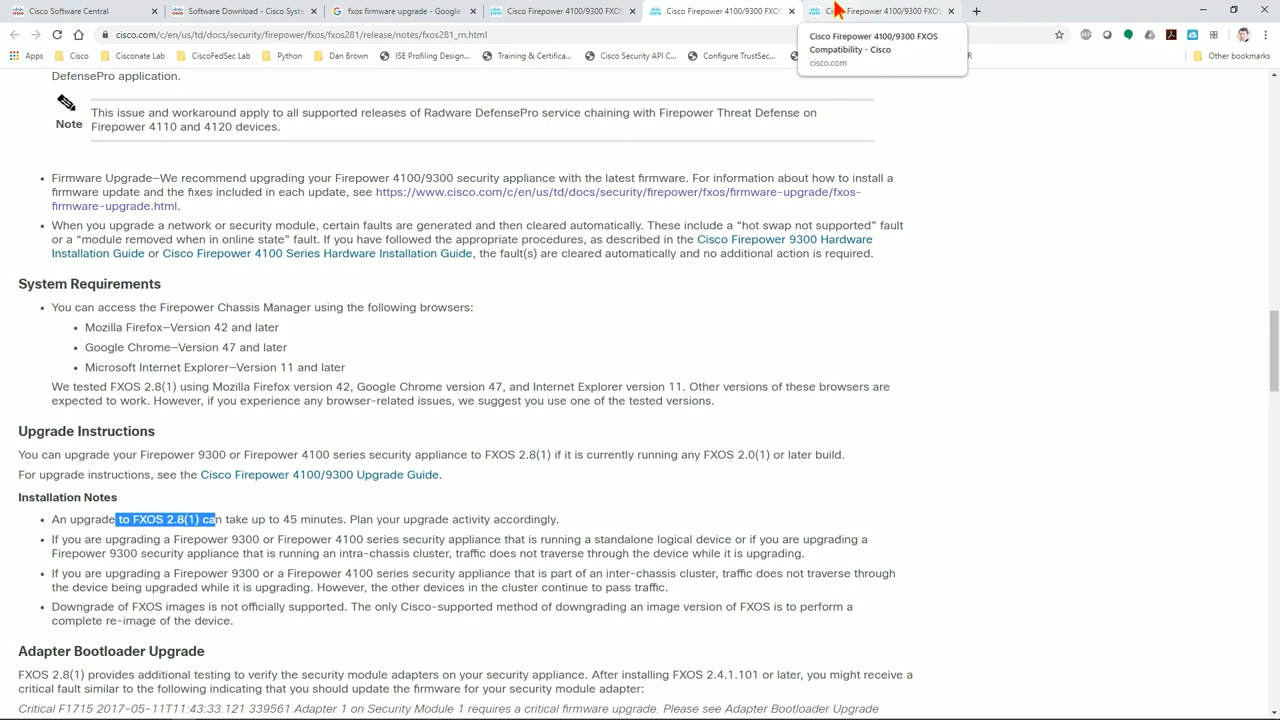 Cisco Software Central
Software Download - Cisco Syste
fxos firmware upgrade - Google
Cisco Firepower 4100/9300 FXOS
Cisco Firepower 4100/9300 FXOS
Firepower 4100/9300 FXOS
cisco.com/c/en/us/td/docs/security/firepower/fxos/fxos281/release/notes/fxos281_rn.html
Apps
Cisco
Cisconate Lab
CiscoFedSec Lab
Python
Dan Brown
ISE Profiling Design...
Training & Certifica...
Cisco Security API C...
Configure TrustSec...
Other bookmarks
Cisco Firepower 4100/9300 FXOS
Compatibility - Cisco
cisco.com
DefensePro application.
Note
This issue and workaround apply to all supported releases of Radware DefensePro service chaining with Firepower Threat Defense on
Firepower 4110 and 4120 devices.
• Firmware Upgrade—We recommend upgrading your Firepower 4100/9300 security appliance with the latest firmware. For information about how to install a
firmware update and the fixes included in each update, see https://www.cisco.com/c/en/us/td/docs/security/firepower/fxos/firmware-upgrade/fxos-
firmware-upgrade.html.
• When you upgrade a network or security module, certain faults are generated and then cleared automatically. These include a “hot swap not supported” fault
or a “module removed when in online state” fault. If you have followed the appropriate procedures, as described in the Cisco Firepower 9300 Hardware
Installation Guide or Cisco Firepower 4100 Series Hardware Installation Guide, the fault(s) are cleared automatically and no additional action is required.
System Requirements
• You can access the Firepower Chassis Manager using the following browsers:
• Mozilla Firefox—Version 42 and later
• Google Chrome—Version 47 and later
• Microsoft Internet Explorer—Version 11 and later
We tested FXOS 2.8(1) using Mozilla Firefox version 42, Google Chrome version 47, and Internet Explorer version 11. Other versions of these browsers are
expected to work. However, if you experience any browser-related issues, we suggest you use one of the tested versions.
Upgrade Instructions
You can upgrade your Firepower 9300 or Firepower 4100 series security appliance to FXOS 2.8(1) if it is currently running any FXOS 2.0(1) or later build.
For upgrade instructions, see the Cisco Firepower 4100/9300 Upgrade Guide.
Installation Notes
• An upgrade to FXOS 2.8(1) can take up to 45 minutes. Plan your upgrade activity accordingly.
• If you are upgrading a Firepower 9300 or Firepower 4100 series security appliance that is running a standalone logical device or if you are upgrading a
Firepower 9300 security appliance that is running an intra-chassis cluster, traffic does not traverse through the device while it is upgrading.
• If you are upgrading a Firepower 9300 or a Firepower 4100 series security appliance that is part of an inter-chassis cluster, traffic does not traverse through
the device being upgraded while it is upgrading. However, the other devices in the cluster continue to pass traffic.
• Downgrade of FXOS images is not officially supported. The only Cisco-supported method of downgrading an image version of FXOS is to perform a
complete re-image of the device.
Adapter Bootloader Upgrade
FXOS 2.8(1) provides additional testing to verify the security module adapters on your security appliance. After installing FXOS 2.4.1.101 or later, you might receive a
critical fault similar to the following indicating that you should update the firmware for your security module adapter:
Critical F1715 2017-05-11T11:43:33.121 339561 Adapter 1 on Security Module 1 requires a critical firmware upgrade. Please see Adapter Bootloader Upgrade